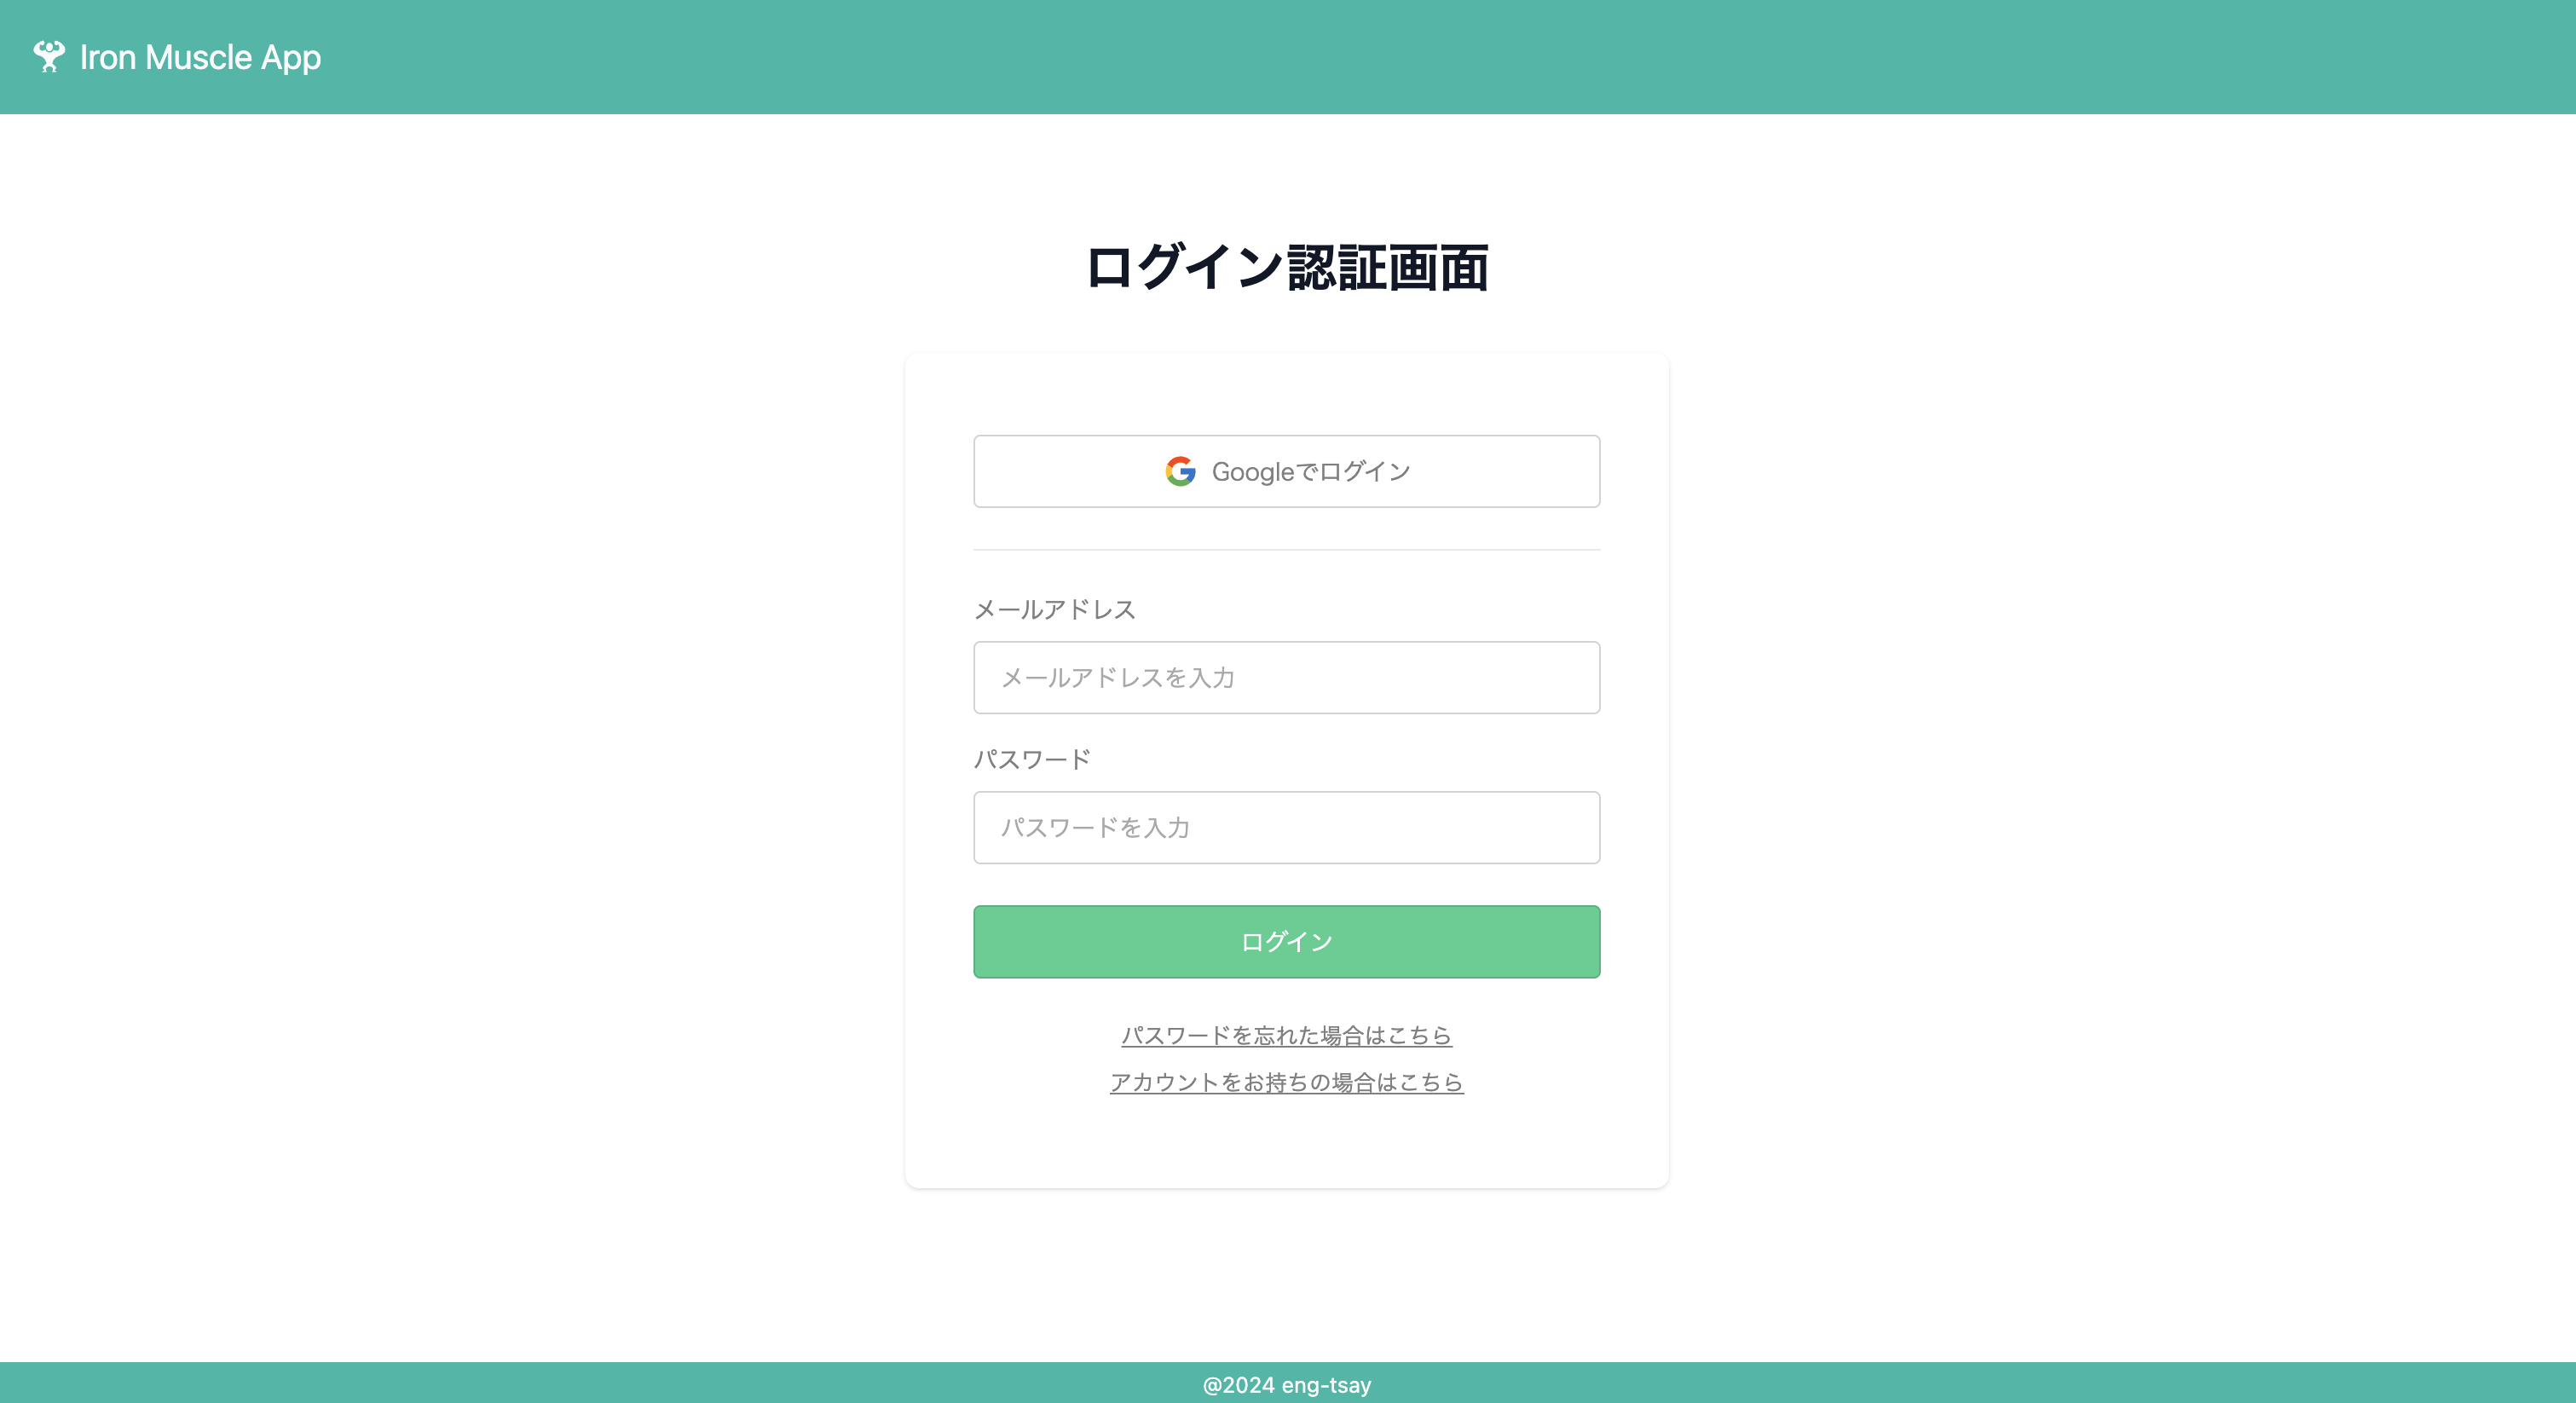 Iron Muscle App
ログイン認証画面
Googleでログイン
メールアドレス
メールアドレスを入力
パスワード
パスワードを入力
ログイン
パスワードを忘れた場合はこちら
アカウントをお持ちの場合はこちら
@2024 eng-tsay